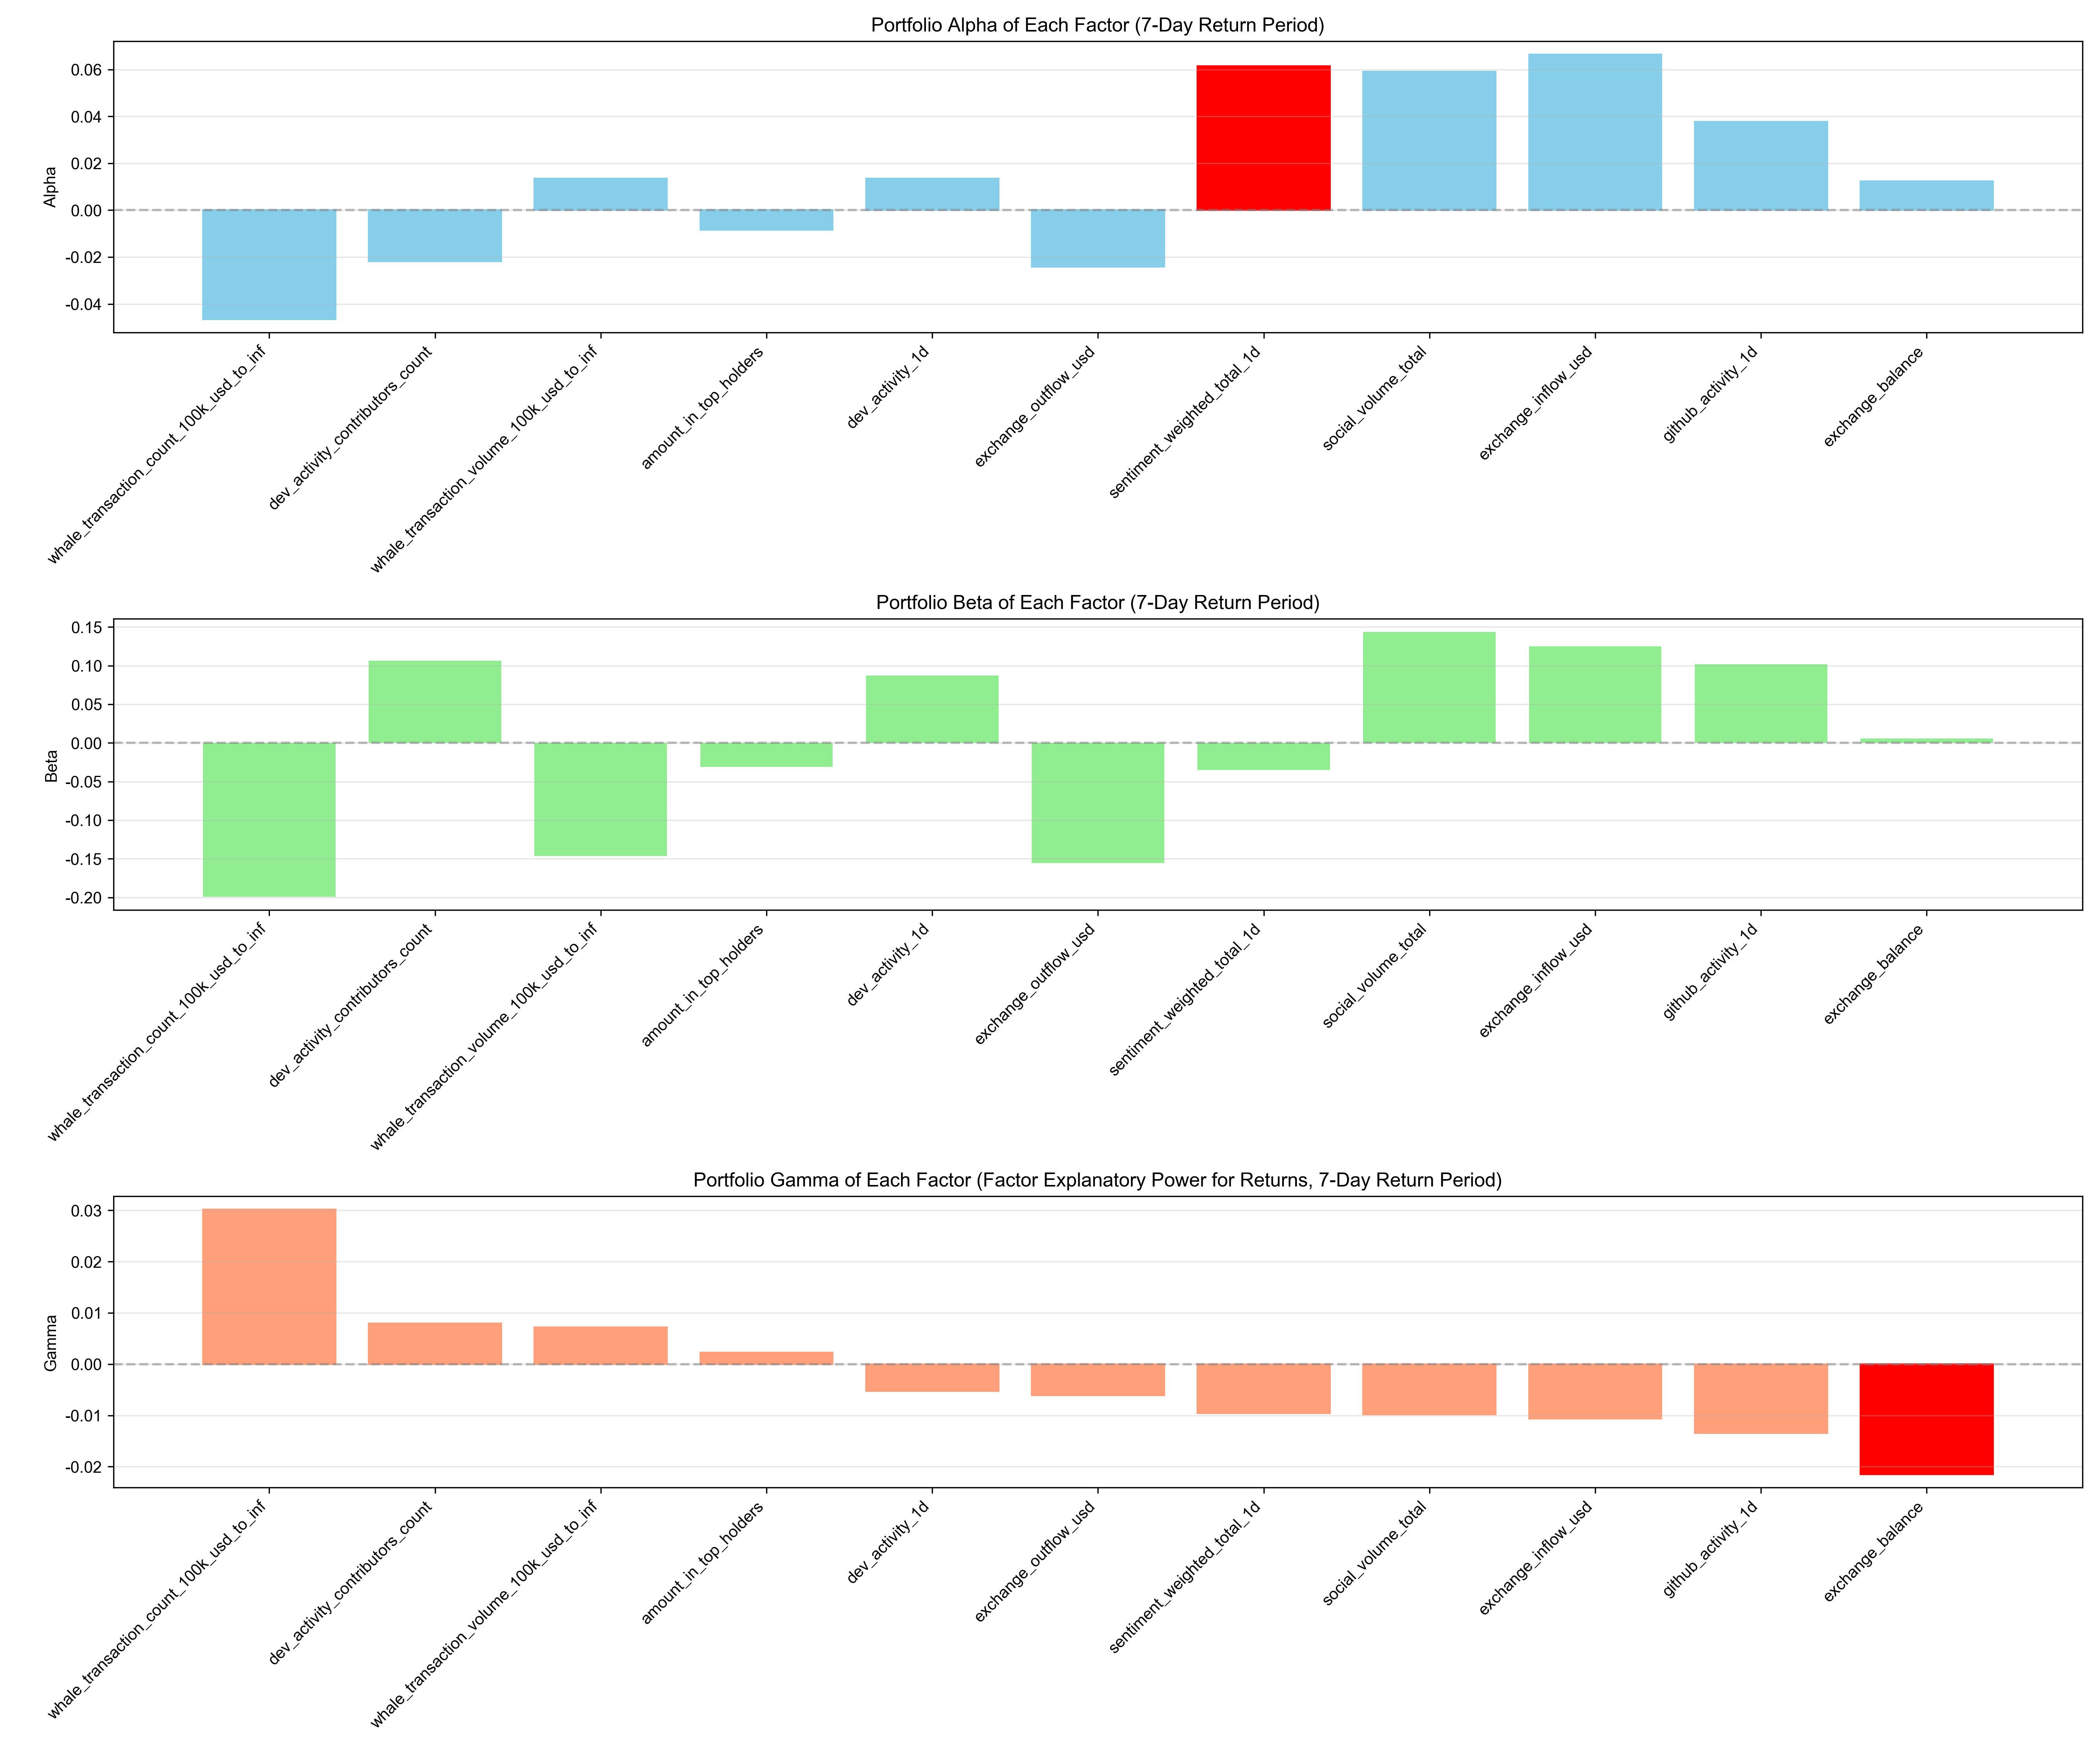 Portfolio Alpha of Each Factor (7-Day Return Period)
Alpha
0.06
0.04
0.02
0.00
-0.02
-0.04
whale_transaction_count_100k_usd_to_inf
dev_activity_contributors_count
whale_transaction_volume_100k_usd_to_inf
amount_in_top_holders
dev_activity_1d
exchange_outflow_usd
sentiment_weighted_total_1d
social_volume_total
exchange_inflow_usd
github_activity_1d
exchange_balance
Portfolio Beta of Each Factor (7-Day Return Period)
Beta
0.15
0.10
0.05
0.00
-0.05
-0.10
-0.15
-0.20
whale_transaction_count_100k_usd_to_inf
dev_activity_contributors_count
whale_transaction_volume_100k_usd_to_inf
amount_in_top_holders
dev_activity_1d
exchange_outflow_usd
sentiment_weighted_total_1d
social_volume_total
exchange_inflow_usd
github_activity_1d
exchange_balance
Portfolio Gamma of Each Factor (Factor Explanatory Power for Returns, 7-Day Return Period)
Gamma
0.03
0.02
0.01
0.00
-0.01
-0.02
whale_transaction_count_100k_usd_to_inf
dev_activity_contributors_count
whale_transaction_volume_100k_usd_to_inf
amount_in_top_holders
dev_activity_1d
exchange_outflow_usd
sentiment_weighted_total_1d
social_volume_total
exchange_inflow_usd
github_activity_1d
exchange_balance